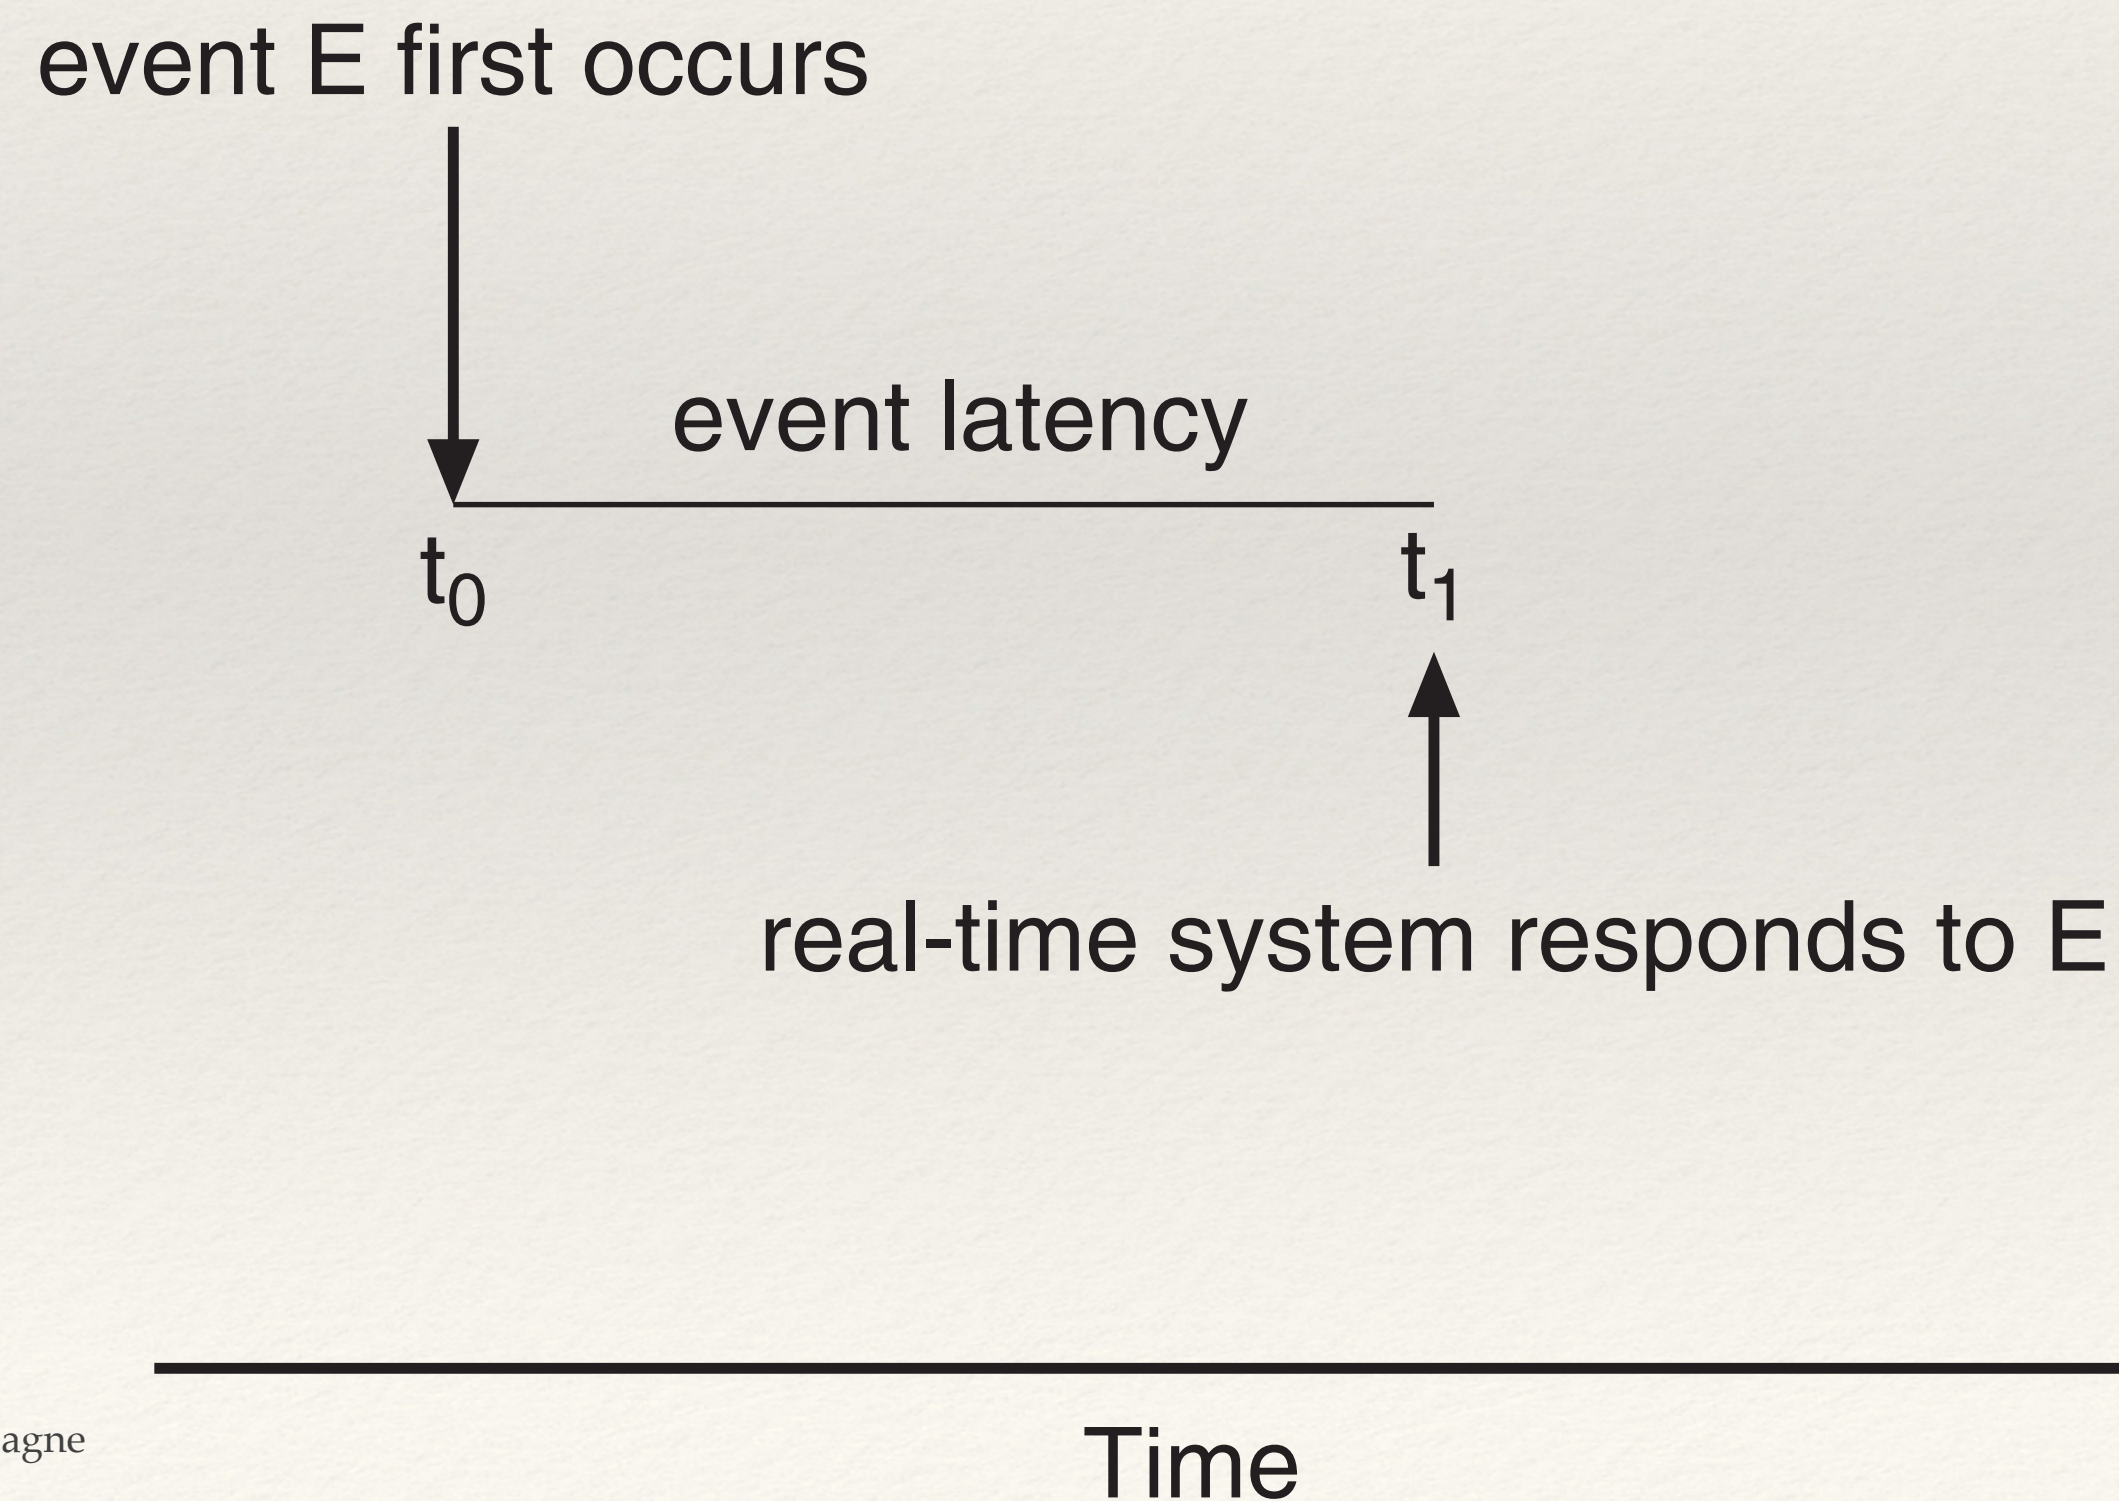 event E first occurs
event latency
t₀
t₁
real-time system responds to E
agne
Time